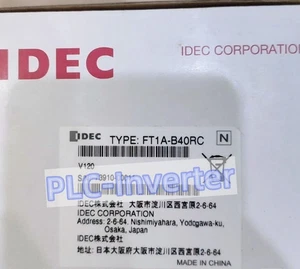 IDEC
IDEC CORPORATION
IDEC TYPE: FT1A-B40RC N
V120
PLC-inverter
IDEC株式会社 大阪市淀川区西宮原2-6-64
IDEC CORPORATION
Address: 2-6-64, Nishimiyahara, Yodogawa-ku,
Osaka, Japan
IDEC株式会社
地址: 日本大阪府大阪市淀川区西宮原2-6-64
MADE IN CHINA